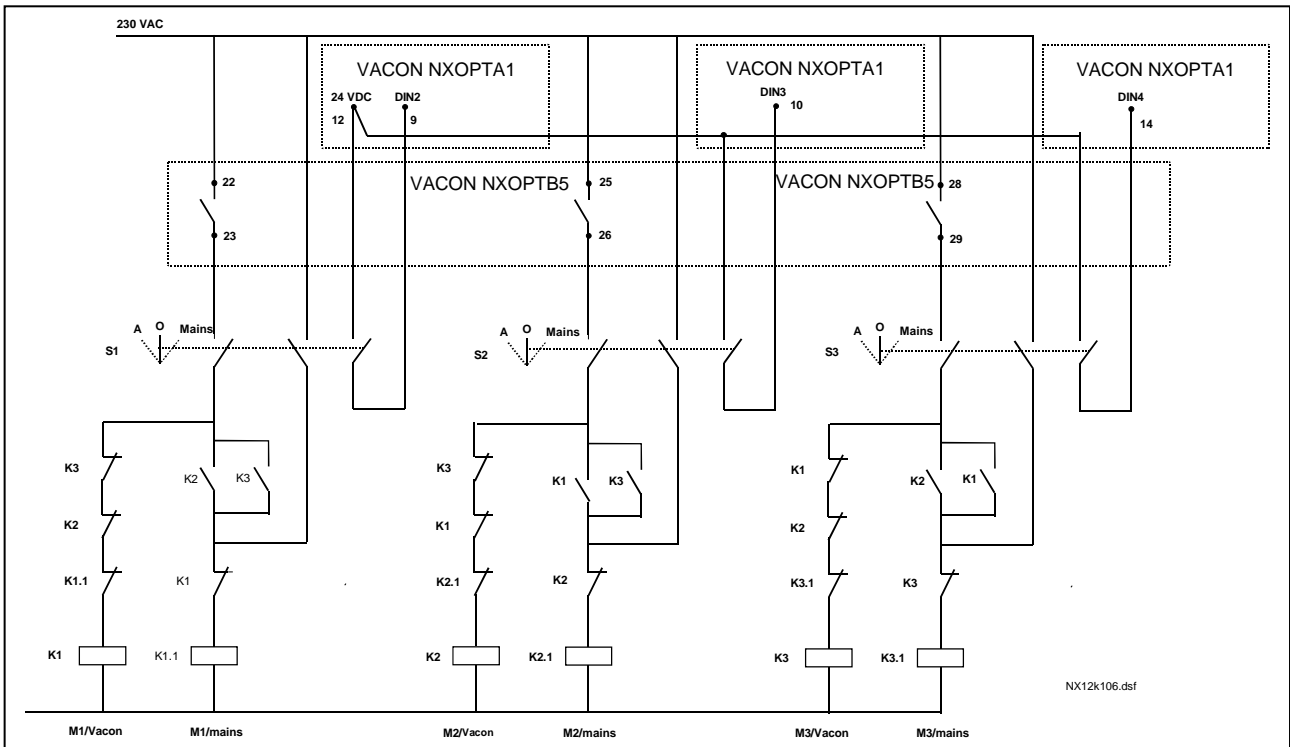 230 VAC
VACON NXOPTA1
24 VDC DIN2
12 9
VACON NXOPTA1
DIN3
10
VACON NXOPTA1
DIN4
14
22
23
VACON NXOPTB5
25
26
VACON NXOPTB5
28
29
A O Mains
S1
A O Mains
S2
A O Mains
S3
K3 K2 K3
K2
K1.1 K1
K1 K1.1
K3 K1 K3
K1
K2.1 K2
K2 K2.1
K1 K2 K1
K2
K3.1 K3
K3 K3.1
NX12k106.dsf
M1/Vacon M1/mains M2/Vacon M2/mains M3/Vacon M3/mains